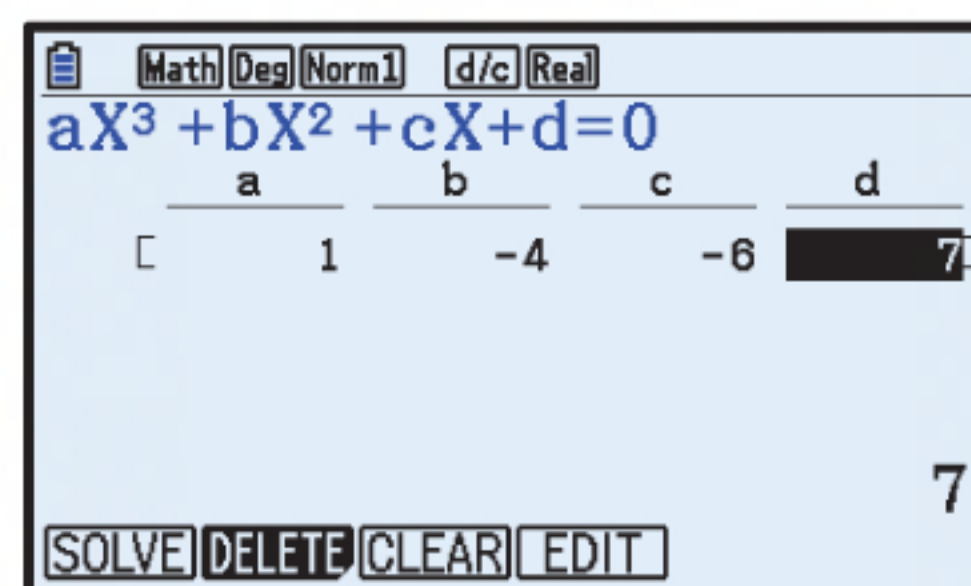 Math Deg Norm1 d/c Real
aX³+bX²+cX+d=0
a b c d
[ 1 -4 -6 7]
7
SOLVE DELETE CLEAR EDIT